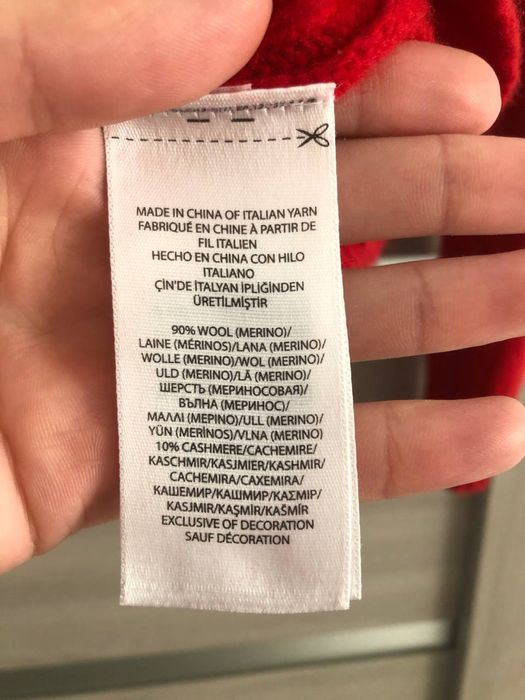 MADE IN CHINA OF ITALIAN YARN
FABRIQUÉ EN CHINE À PARTIR DE
FIL ITALIEN
HECHO EN CHINA CON HILO
ITALIANO
ÇİN'DE İTALYAN İPLİĞİNDEN
ÜRETİLMİŞTİR
90% WOOL (MERINO)/
LAINE (MÉRINOS)/LANA (MERINO)/
WOLLE (MERINO)/WOL (MERINO)/
ULD (MERINO)/LÃ (MERINO)/
ШЕРСТЬ (МЕРИНОСОВАЯ)/
ВЪЛНА (МЕРИНОС)/
ΜΑΛΛΙ (ΜΕΡΙΝΟ)/ULL (MERINO)/
YÜN (MERİNOS)/VLNA (MERINO)
10% CASHMERE/CACHEMIRE/
KASCHMIR/KASJMIER/KASHMIR/
CACHEMIRA/CAXEMIRA/
КАШЕМИР/КАШМИР/ΚΑΣΜΙΡ/
KASJMIR/KAŞMİR/KAŠMÍR
EXCLUSIVE OF DECORATION
SAUF DÉCORATION